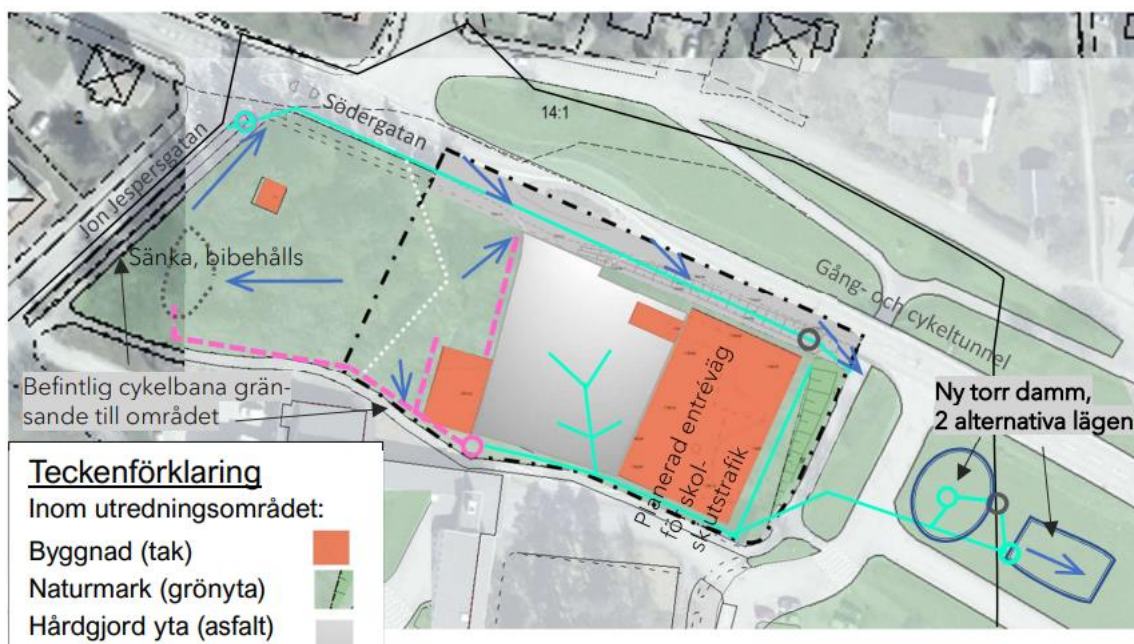 14:1
Södergatan
Jon Jespersgatan
Sänka, bibehålls
Gång- och cykeltunnel
Befintlig cykelbana grän-
sande till området
Planerad entréväg
för skol-
skjutstrafik
Ny torr damm,
2 alternativa lägen
Teckenförklaring
Inom utredningsområdet:
Byggnad (tak)
Naturmark (grönyta)
Hårdgjord yta (asfalt)